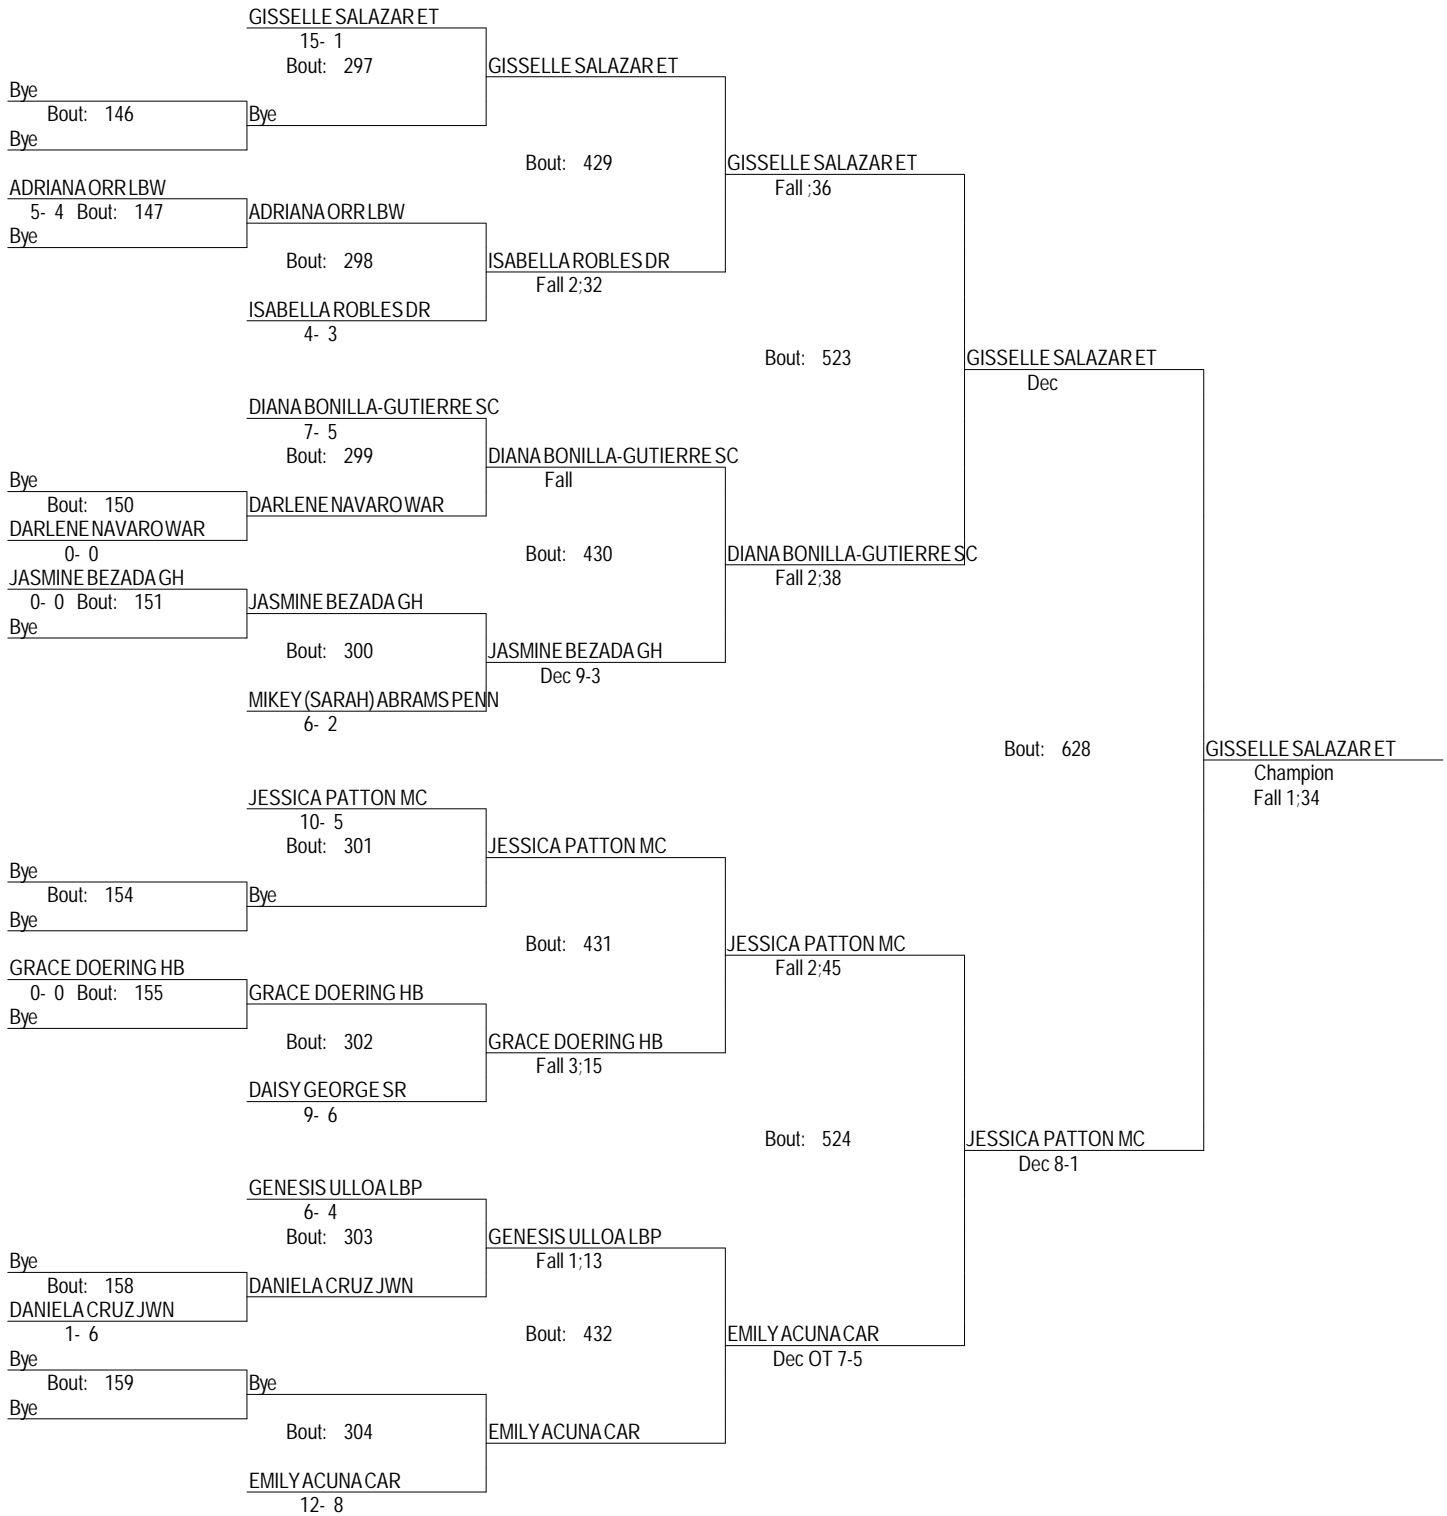 GISSELLE SALAZAR ET
15- 1
Bout: 297
GISSELLE SALAZAR ET
Bye
Bout: 146
Bye
Bye
Bout: 429
GISSELLE SALAZAR ET
Fall ;36
ADRIANA ORR LBW
5- 4 Bout: 147
ADRIANA ORR LBW
Bye
Bout: 298
ISABELLA ROBLES DR
Fall 2;32
ISABELLA ROBLES DR
4- 3
Bout: 523
GISSELLE SALAZAR ET
Dec
DIANA BONILLA-GUTIERRE SC
7- 5
Bout: 299
DIANA BONILLA-GUTIERRE SC
Fall
Bye
Bout: 150
DARLENE NAVARO WAR
DARLENE NAVARO WAR
0- 0
Bout: 430
DIANA BONILLA-GUTIERRE SC
Fall 2;38
JASMINE BEZADA GH
0- 0 Bout: 151
JASMINE BEZADA GH
Bye
Bout: 300
JASMINE BEZADA GH
Dec 9-3
MIKEY (SARAH) ABRAMS PENN
6- 2
Bout: 628
GISSELLE SALAZAR ET
Champion
Fall 1;34
JESSICA PATTON MC
10- 5
Bout: 301
JESSICA PATTON MC
Bye
Bout: 154
Bye
Bye
Bout: 431
JESSICA PATTON MC
Fall 2;45
GRACE DOERING HB
0- 0 Bout: 155
GRACE DOERING HB
Bye
Bout: 302
GRACE DOERING HB
Fall 3;15
DAISY GEORGE SR
9- 6
Bout: 524
JESSICA PATTON MC
Dec 8-1
GENESIS ULLOA LBP
6- 4
Bout: 303
GENESIS ULLOA LBP
Fall 1;13
Bye
Bout: 158
DANIELA CRUZ JWN
DANIELA CRUZ JWN
1- 6
Bout: 432
EMILY ACUNA CAR
Dec OT 7-5
Bye
Bout: 159
Bye
Bye
Bout: 304
EMILY ACUNA CAR
EMILY ACUNA CAR
12- 8